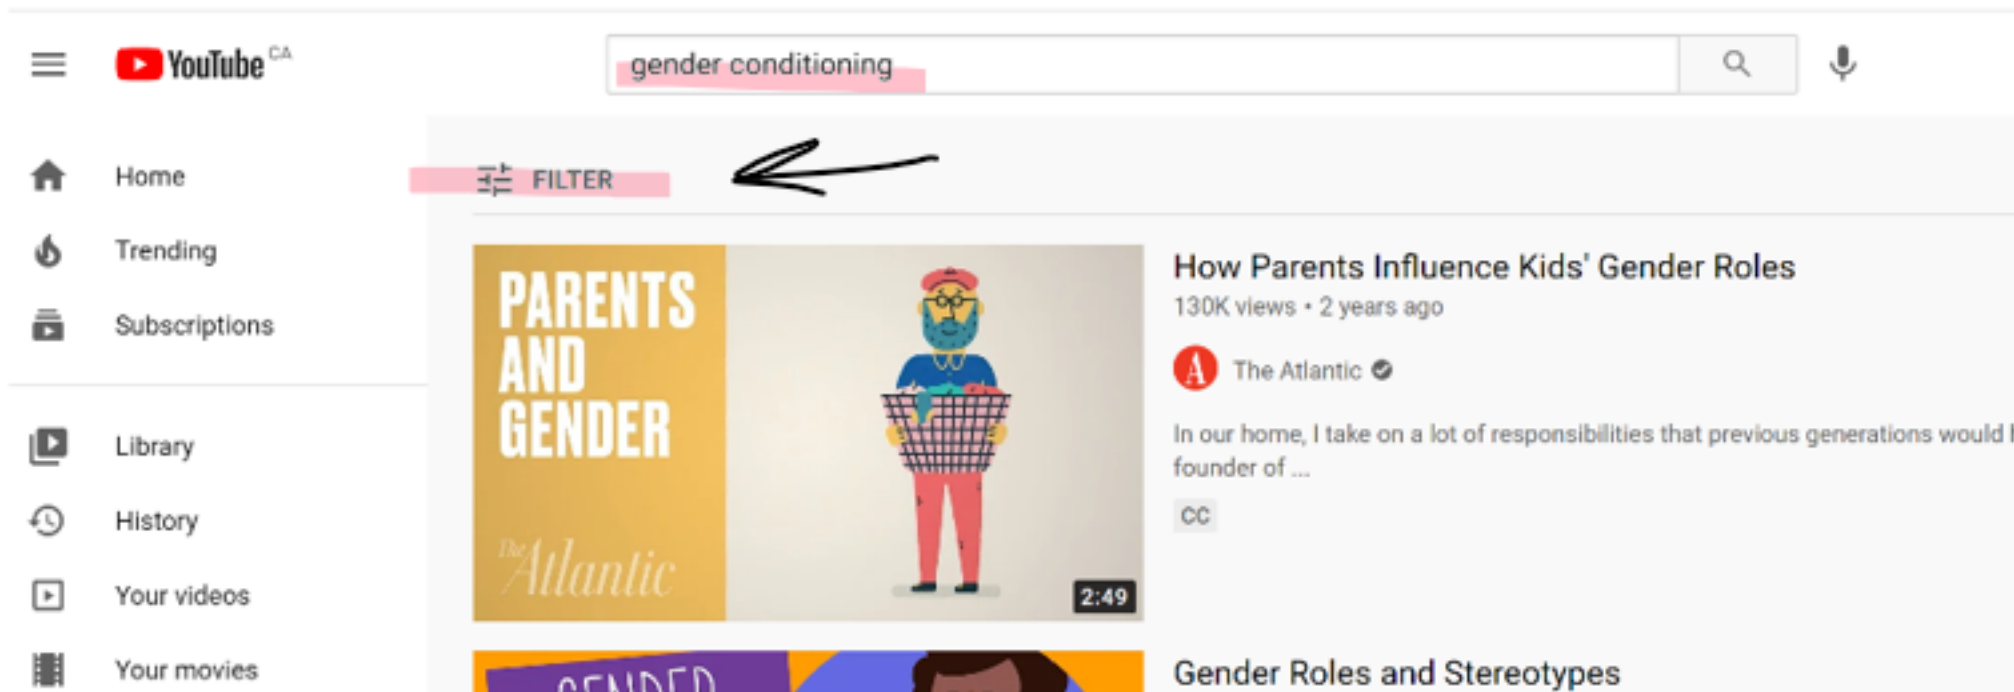 YouTube CA
gender conditioning
Home
Trending
Subscriptions
Library
History
Your videos
Your movies
FILTER
PARENTS
AND
GENDER
The Atlantic
2:49
How Parents Influence Kids' Gender Roles
130K views • 2 years ago
A The Atlantic
In our home, I take on a lot of responsibilities that previous generations would
founder of ...
CC
GENDER
Gender Roles and Stereotypes